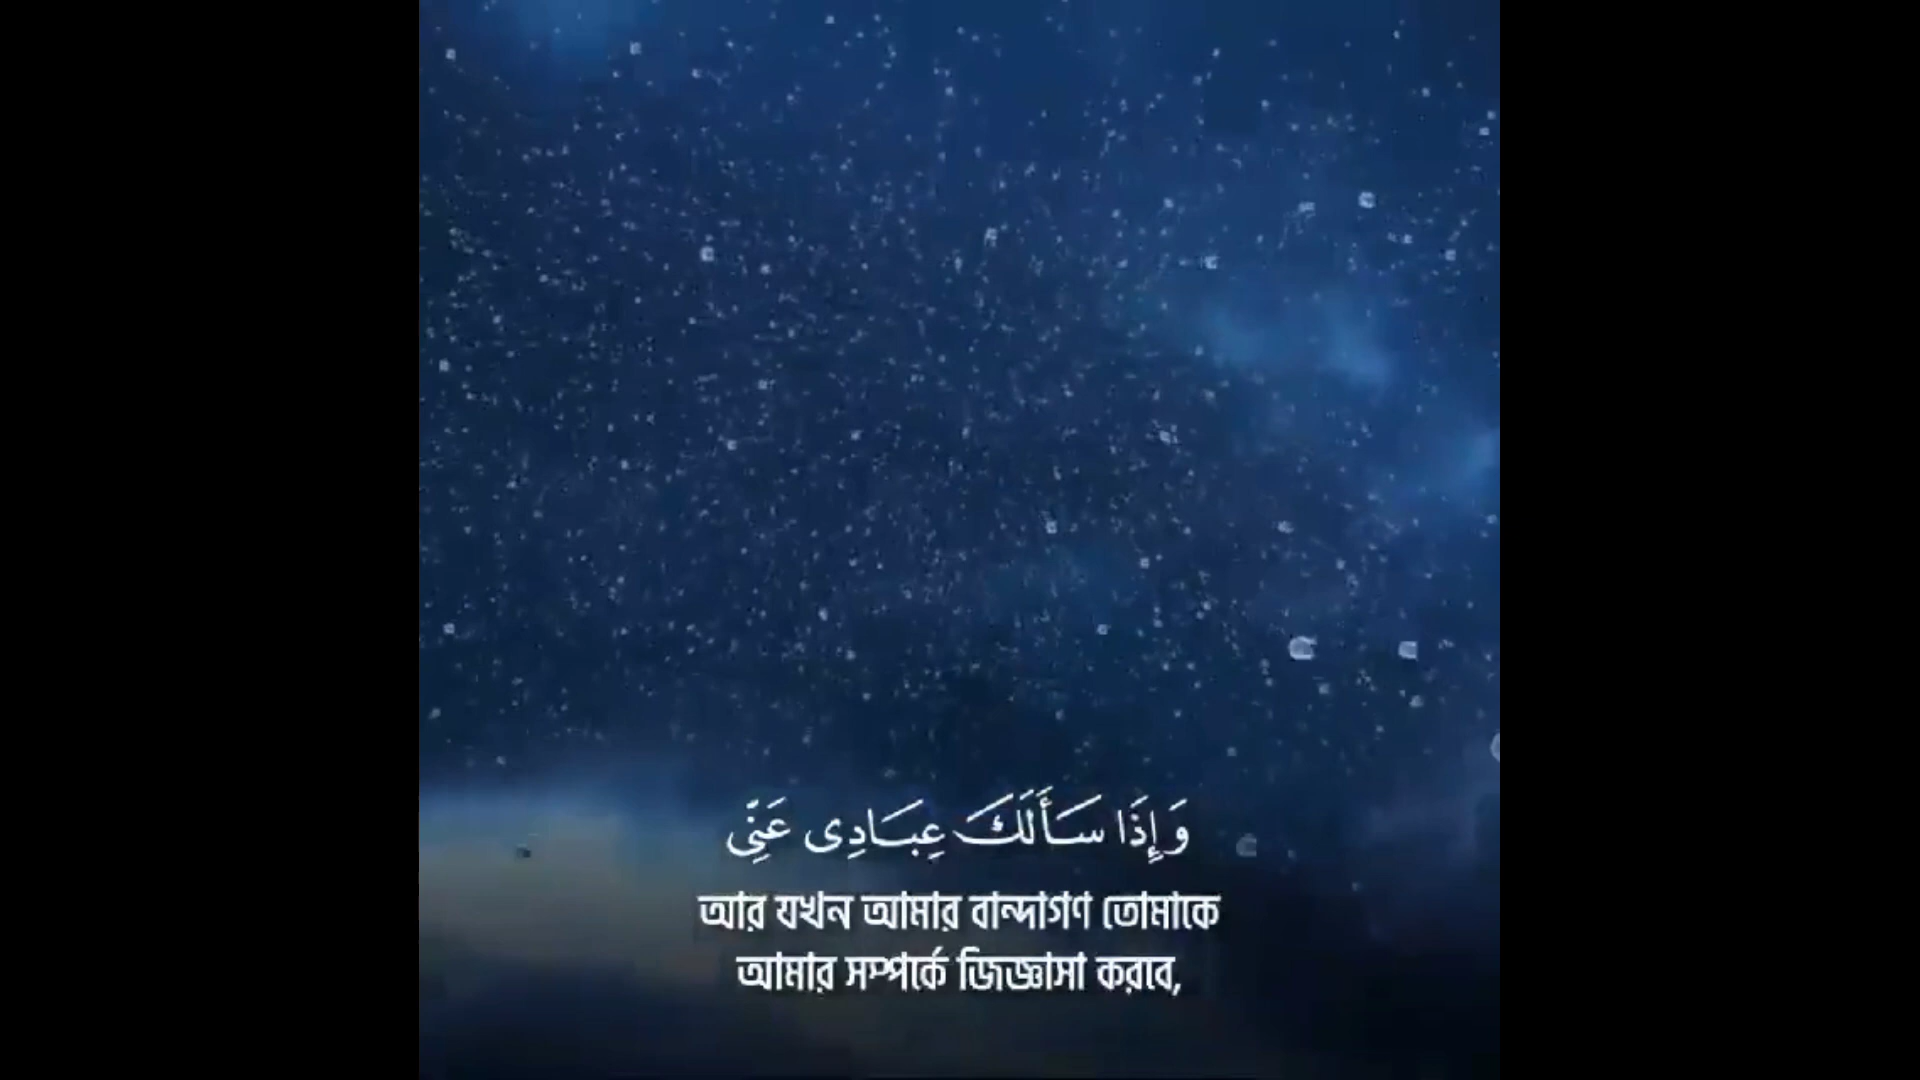 وَإِذَا سَأَلَكَ عِبَادِى عَنِّى
আর যখন আমার বান্দাগণ তোমাকে
আমার সম্পর্কে জিজ্ঞাসা করবে,